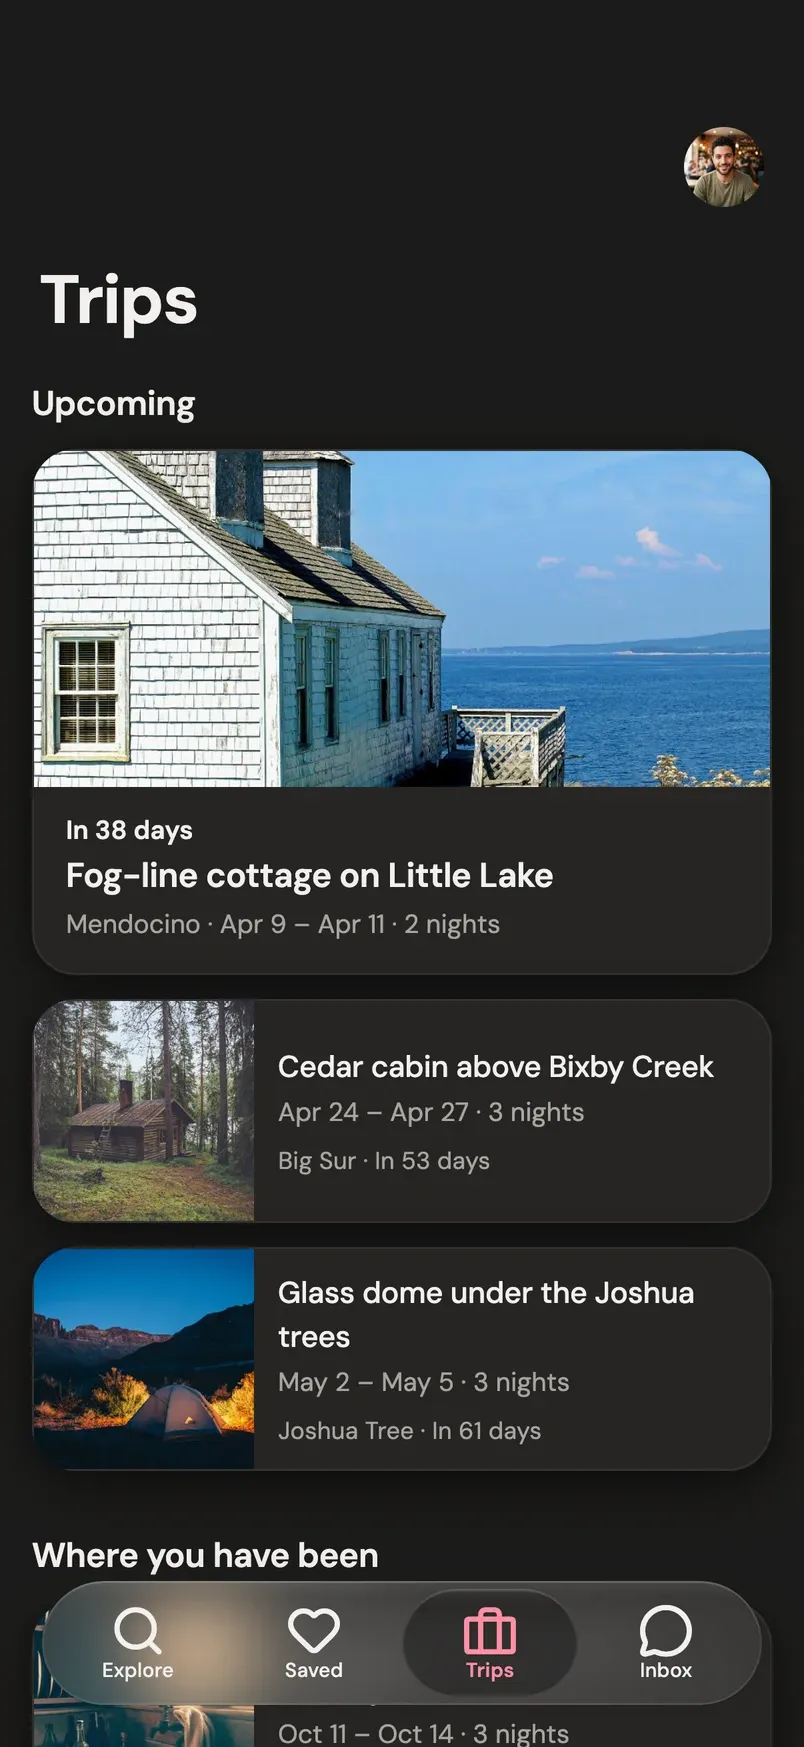 Trips
Upcoming
In 38 days
Fog-line cottage on Little Lake
Mendocino · Apr 9 – Apr 11 · 2 nights
Cedar cabin above Bixby Creek
Apr 24 – Apr 27 · 3 nights
Big Sur · In 53 days
Glass dome under the Joshua
trees
May 2 – May 5 · 3 nights
Joshua Tree · In 61 days
Where you have been
Explore
Saved
Trips
Inbox
Oct 11 – Oct 14 · 3 nights